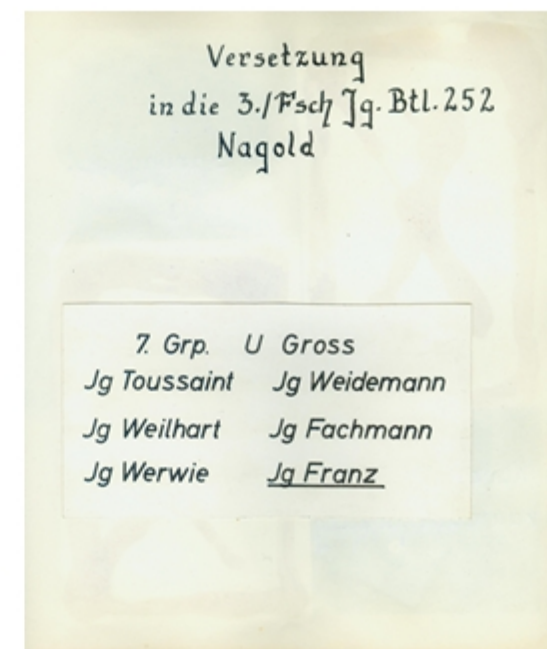 Versetzung
in die 3./Fsch Jg. Btl. 252
Nagold
7. Grp. U Gross
Jg Toussaint Jg Weidemann
Jg Weilhart Jg Fachmann
Jg Werwie Jg Franz